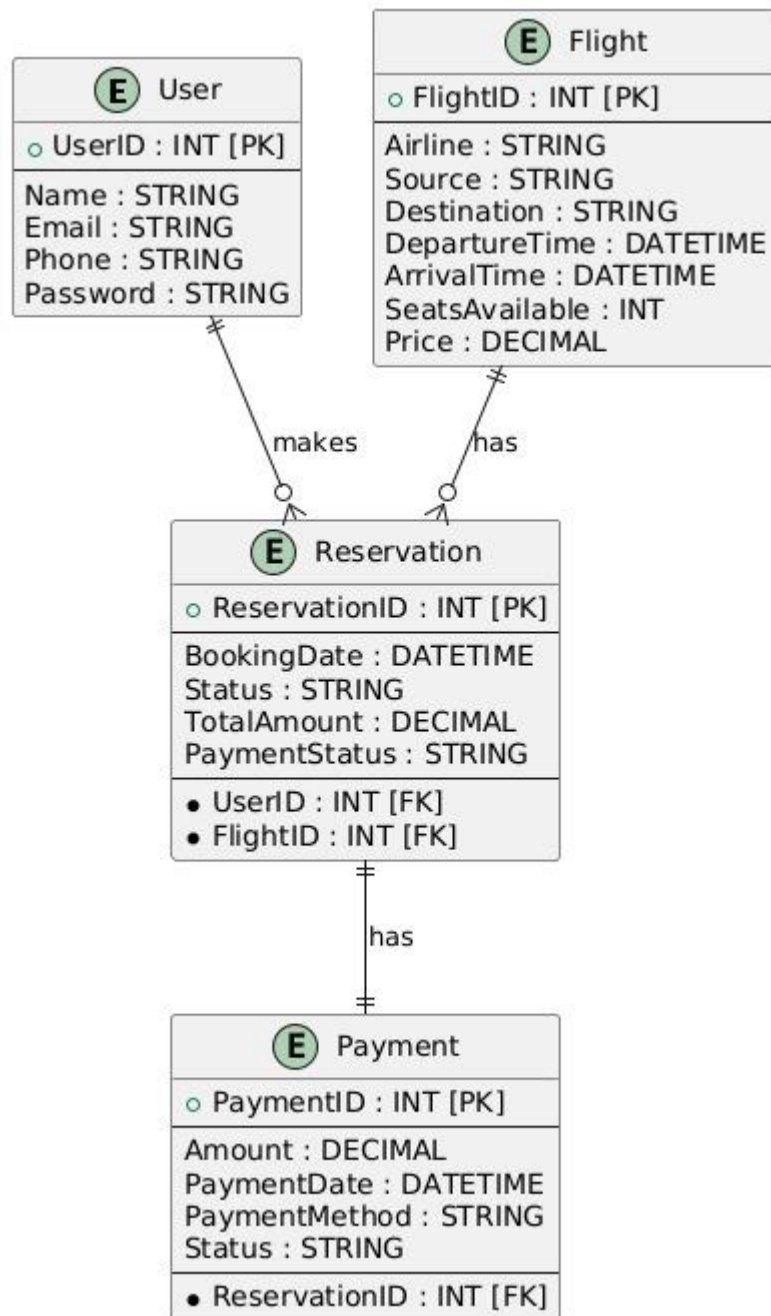 E User
UserID : INT [PK]
Name : STRING
Email : STRING
Phone : STRING
Password : STRING
E Flight
FlightID : INT [PK]
Airline : STRING
Source : STRING
Destination : STRING
DepartureTime : DATETIME
ArrivalTime : DATETIME
SeatsAvailable : INT
Price : DECIMAL
makes
has
E Reservation
ReservationID : INT [PK]
BookingDate : DATETIME
Status : STRING
TotalAmount : DECIMAL
PaymentStatus : STRING
UserID : INT [FK]
FlightID : INT [FK]
has
E Payment
PaymentID : INT [PK]
Amount : DECIMAL
PaymentDate : DATETIME
PaymentMethod : STRING
Status : STRING
ReservationID : INT [FK]